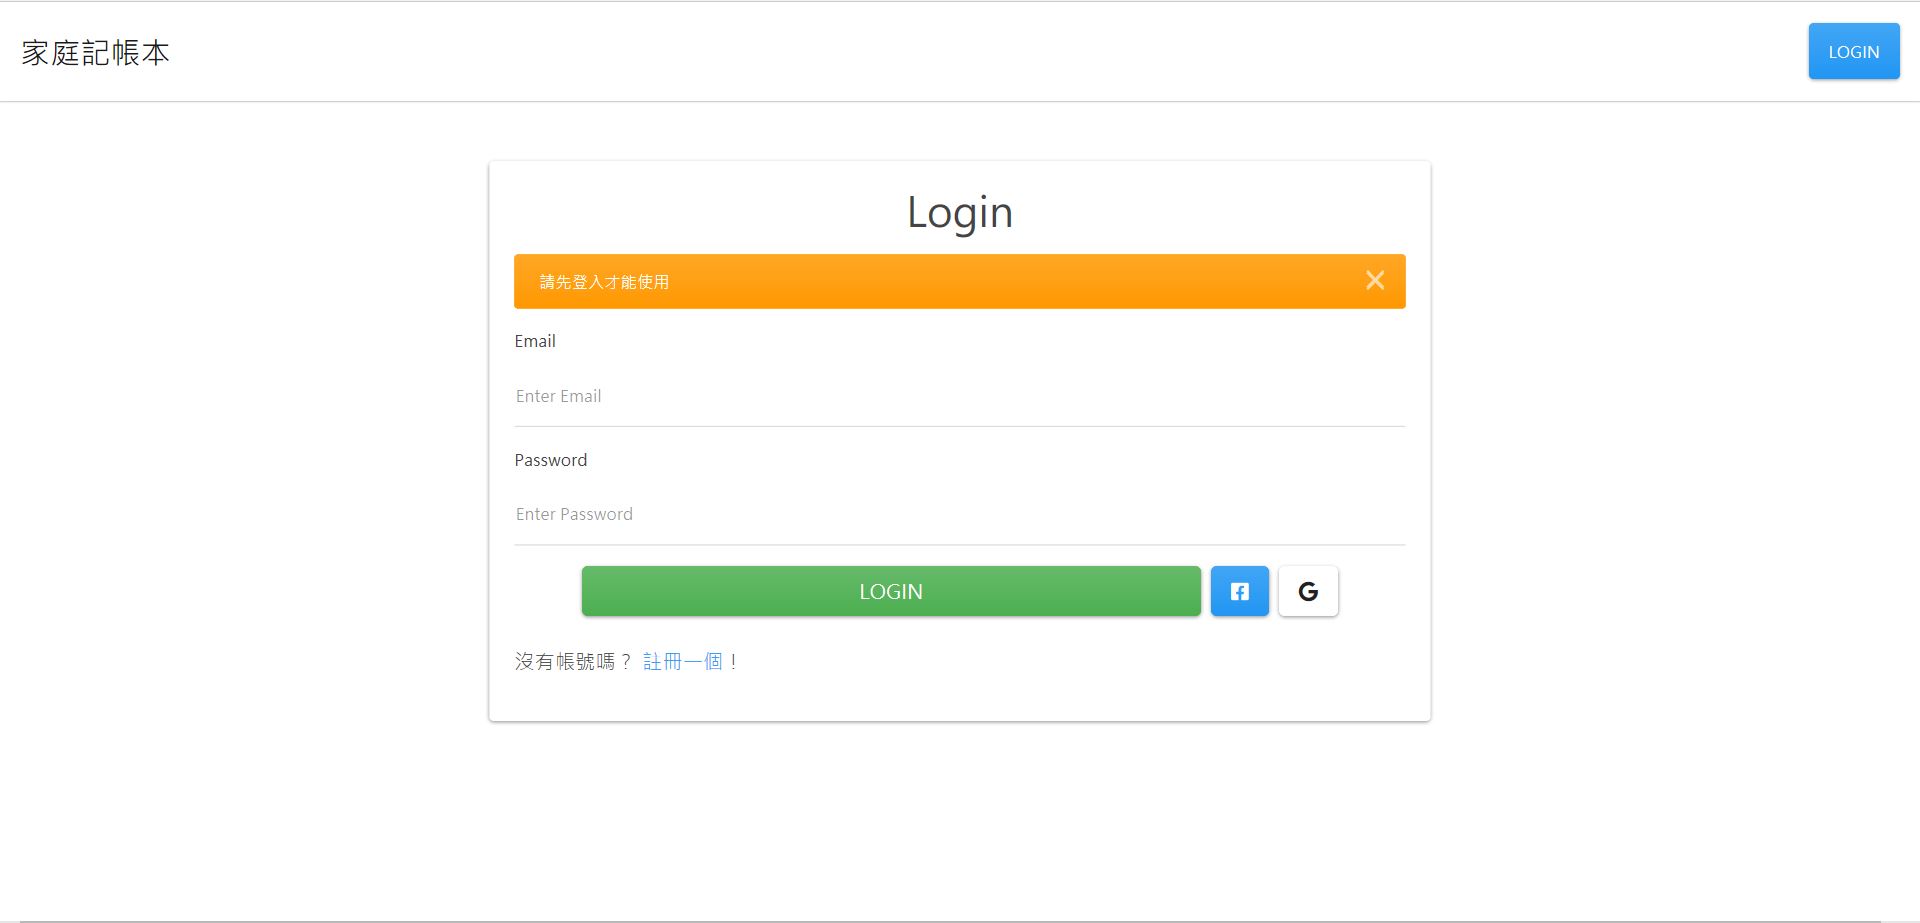 家庭記帳本
LOGIN
Login
請先登入才能使用
Email
Enter Email
Password
Enter Password
LOGIN
沒有帳號嗎？ 註冊一個！